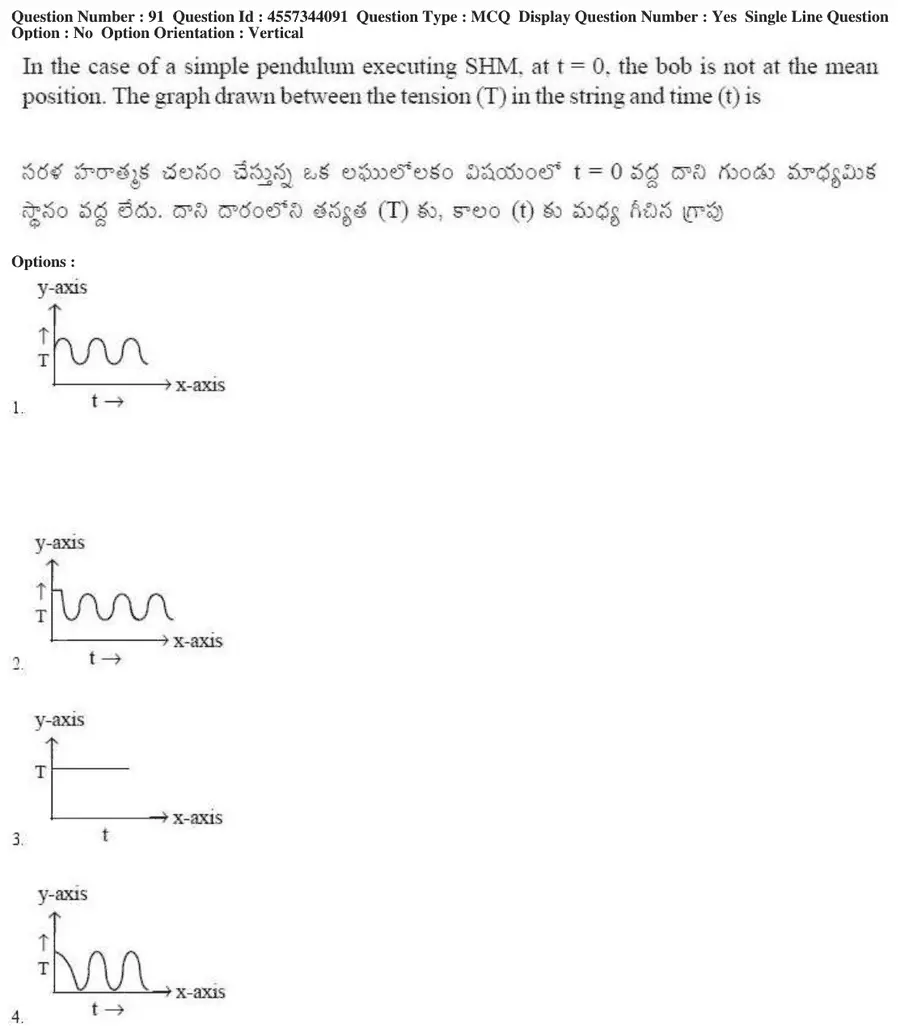 Question Number : 91 Question Id : 4557344091 Question Type : MCQ Display Question Number : Yes Single Line Question
Option : No Option Orientation : Vertical
In the case of a simple pendulum executing SHM, at t = 0, the bob is not at the mean
position. The graph drawn between the tension (T) in the string and time (t) is
సరళ హరాత్మక చలనం చేస్తున్న ఒక లఘులోలకం విషయంలో t = 0 వద్ద దాని గుండు మాధ్యమిక
స్థానం వద్ద లేదు. దాని దారంలోని తన్యత (T) కు, కాలం (t) కు మధ్య గీచిన గ్రాపు
Options :
y-axis
↑
T
x-axis
t →
1.
y-axis
↑
T
x-axis
t →
2.
y-axis
T
x-axis
t
3.
y-axis
↑
T
x-axis
t →
4.